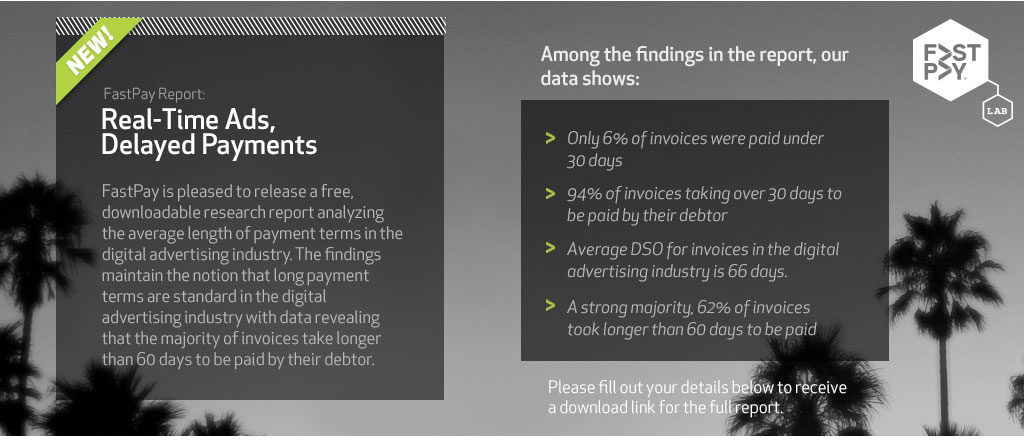 NEW!
FastPay Report:
Real-Time Ads,
Delayed Payments
FastPay is pleased to release a free,
downloadable research report analyzing
the average length of payment terms in the
digital advertising industry. The findings
maintain the notion that long payment
terms are standard in the digital
advertising industry with data revealing
that the majority of invoices take longer
than 60 days to be paid by their debtor.
Among the findings in the report, our
data shows:
> Only 6% of invoices were paid under
30 days
> 94% of invoices taking over 30 days to
be paid by their debtor
> Average DSO for invoices in the digital
advertising industry is 66 days.
> A strong majority, 62% of invoices
took longer than 60 days to be paid
Please fill out your details below to receive
a download link for the full report.
FAST
PAY
LAB